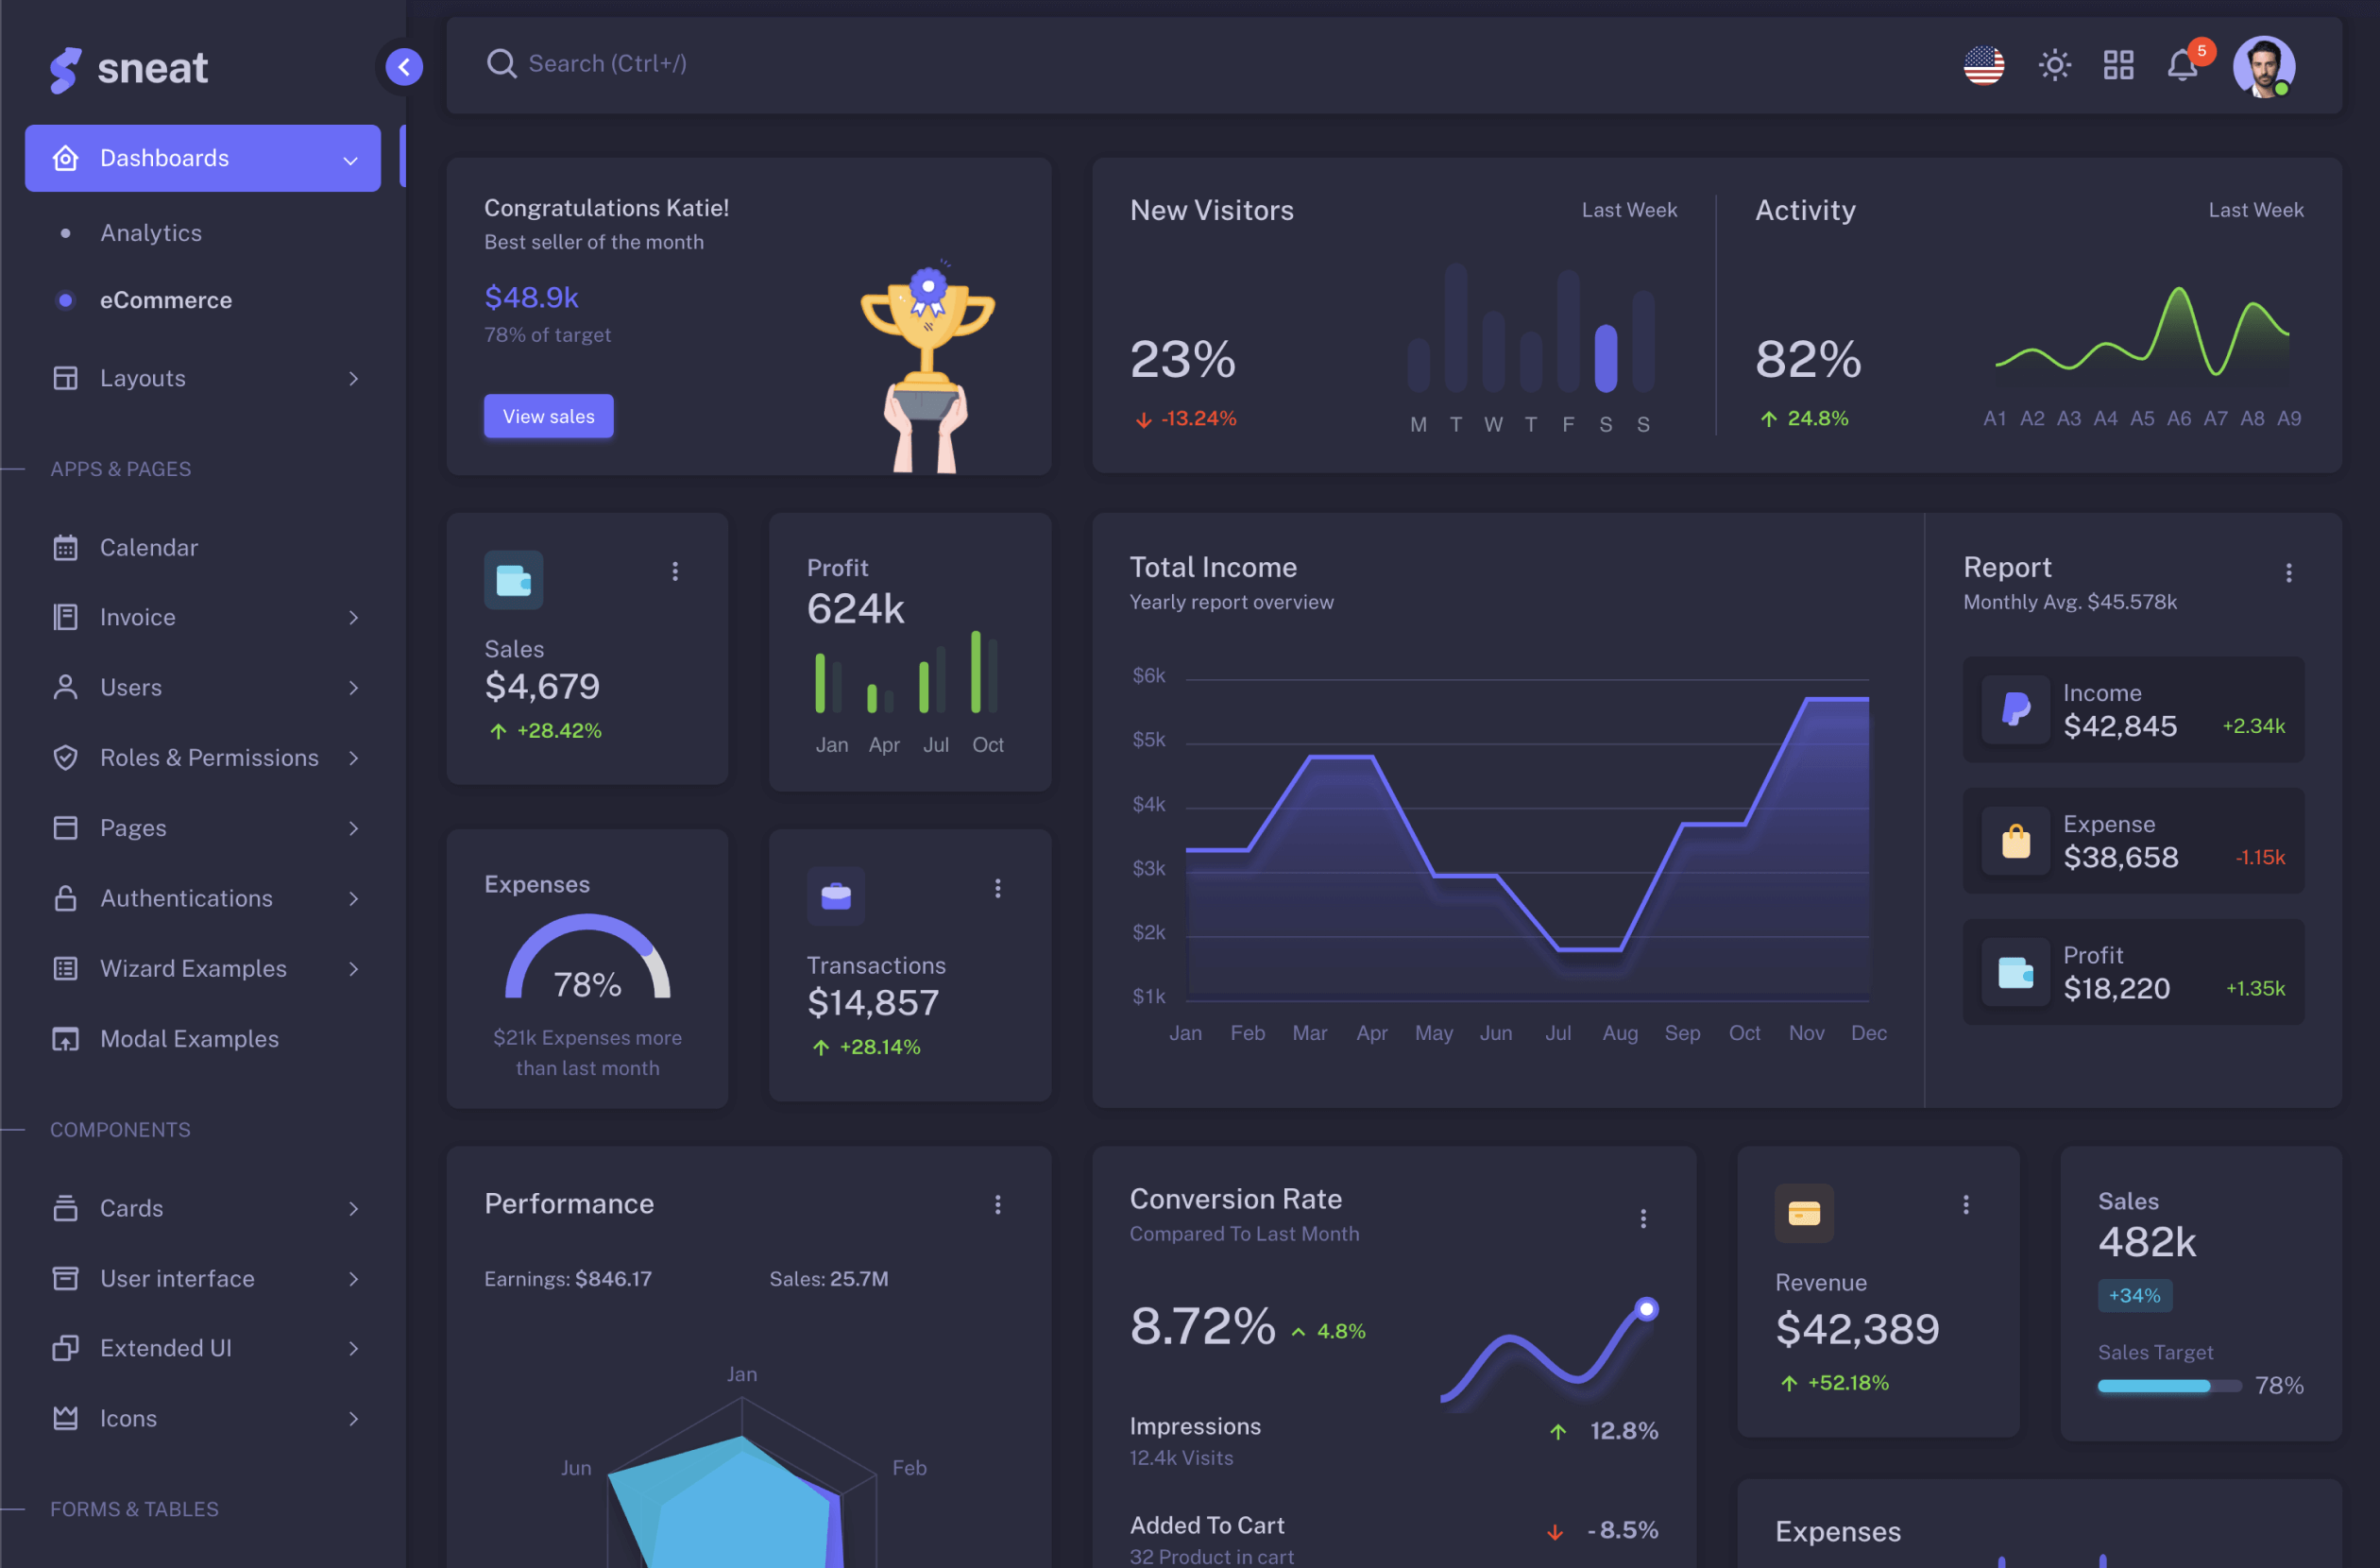 sneat
Dashboards
Analytics
eCommerce
Layouts
APPS & PAGES
Calendar
Invoice
Users
Roles & Permissions
Pages
Authentications
Wizard Examples
Modal Examples
COMPONENTS
Cards
User interface
Extended UI
Icons
FORMS & TABLES
Search (Ctrl+/)
5
Congratulations Katie!
Best seller of the month
$48.9k
78% of target
View sales
New Visitors
Last Week
23%
-13.24%
M T W T F S S
Activity
Last Week
82%
24.8%
A1 A2 A3 A4 A5 A6 A7 A8 A9
Sales
$4,679
+28.42%
Profit
624k
Jan Apr Jul Oct
Expenses
78%
$21k Expenses more
than last month
Transactions
$14,857
+28.14%
Total Income
Yearly report overview
$6k
$5k
$4k
$3k
$2k
$1k
Jan Feb Mar Apr May Jun Jul Aug Sep Oct Nov Dec
Report
Monthly Avg. $45.578k
Income
$42,845
+2.34k
Expense
$38,658
-1.15k
Profit
$18,220
+1.35k
Performance
Earnings: $846.17
Sales: 25.7M
Jan
Jun
Feb
Conversion Rate
Compared To Last Month
8.72%
4.8%
Impressions
12.4k Visits
12.8%
Added To Cart
32 Product in cart
- 8.5%
Revenue
$42,389
+52.18%
Sales
482k
+34%
Sales Target
78%
Expenses